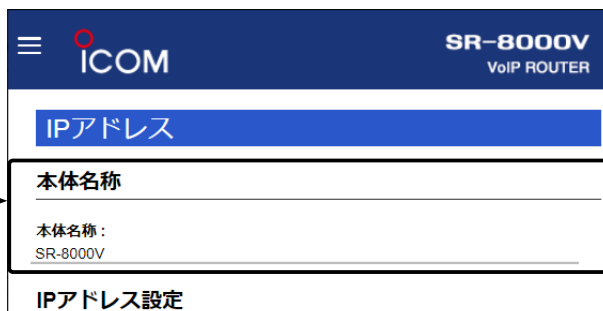 ICOM
SR-8000V
VoIP ROUTER
IPアドレス
本体名称
本体名称 :
SR-8000V
IPアドレス設定